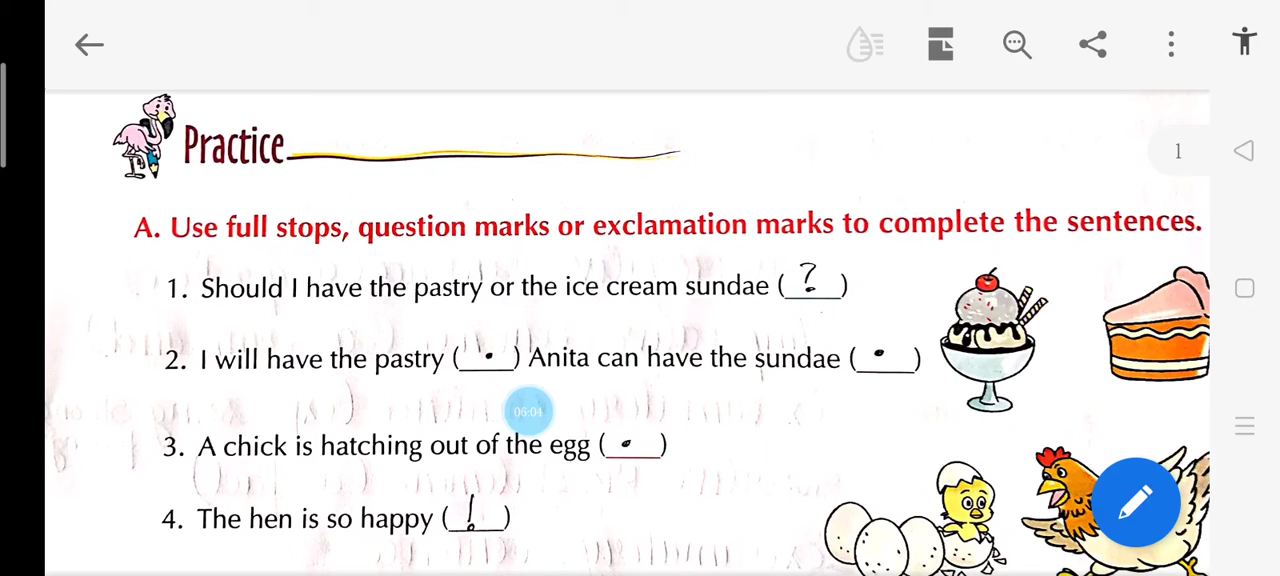 1
Practice
A. Use full stops, question marks or exclamation marks to complete the sentences.
1. Should I have the pastry or the ice cream sundae ( ? )
2. I will have the pastry ( . ) Anita can have the sundae ( . )
06:04
3. A chick is hatching out of the egg ( . )
4. The hen is so happy ( ! )